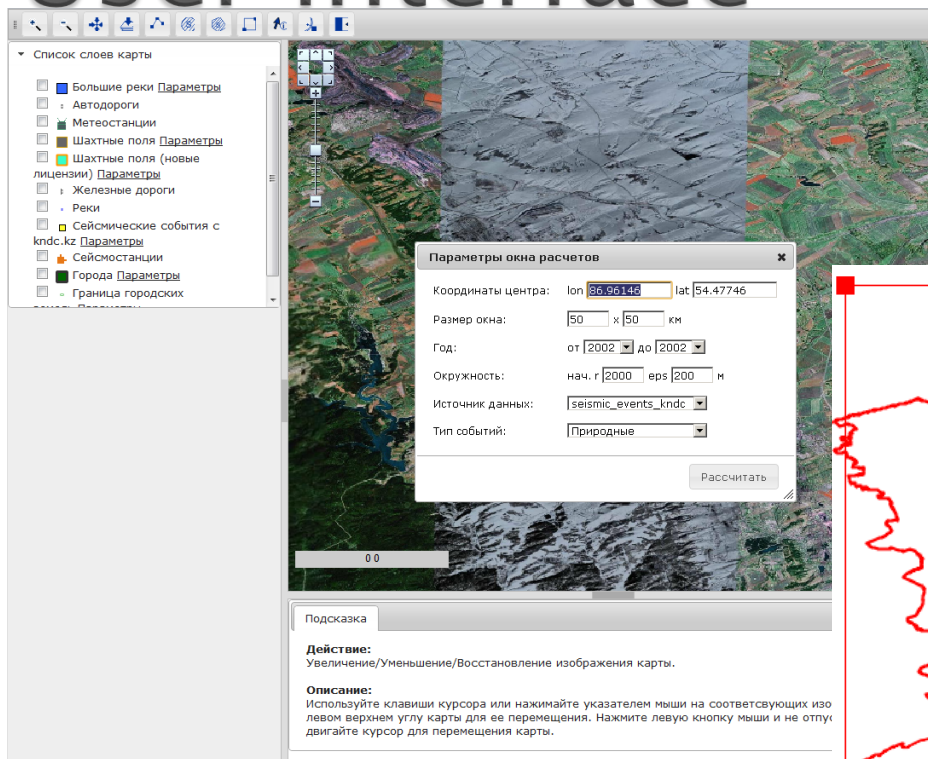 User interface
Список слоев карты
Большие реки Параметры
Автодороги
Метеостанции
Шахтные поля Параметры
Шахтные поля (новые
лицензии) Параметры
Железные дороги
Реки
Сейсмические события с
kndc.kz Параметры
Сейсмостанции
Города Параметры
Граница городских
Параметры окна расчетов
Координаты центра: lon 86.96146 lat 54.47746
Размер окна: 50 x 50 км
Год: от 2002 до 2002
Окружность: нач. r 2000 eps 200 м
Источник данных: seismic_events_kndc
Тип событий: Природные
Рассчитать
0 0
Подсказка
Действие:
Увеличение/Уменьшение/Восстановление изображения карты.
Описание:
Используйте клавиши курсора или нажимайте указателем мыши на соответсвующих изо
левом верхнем углу карты для ее перемещения. Нажмите левую кнопку мыши и не отпус
двигайте курсор для перемещения карты.